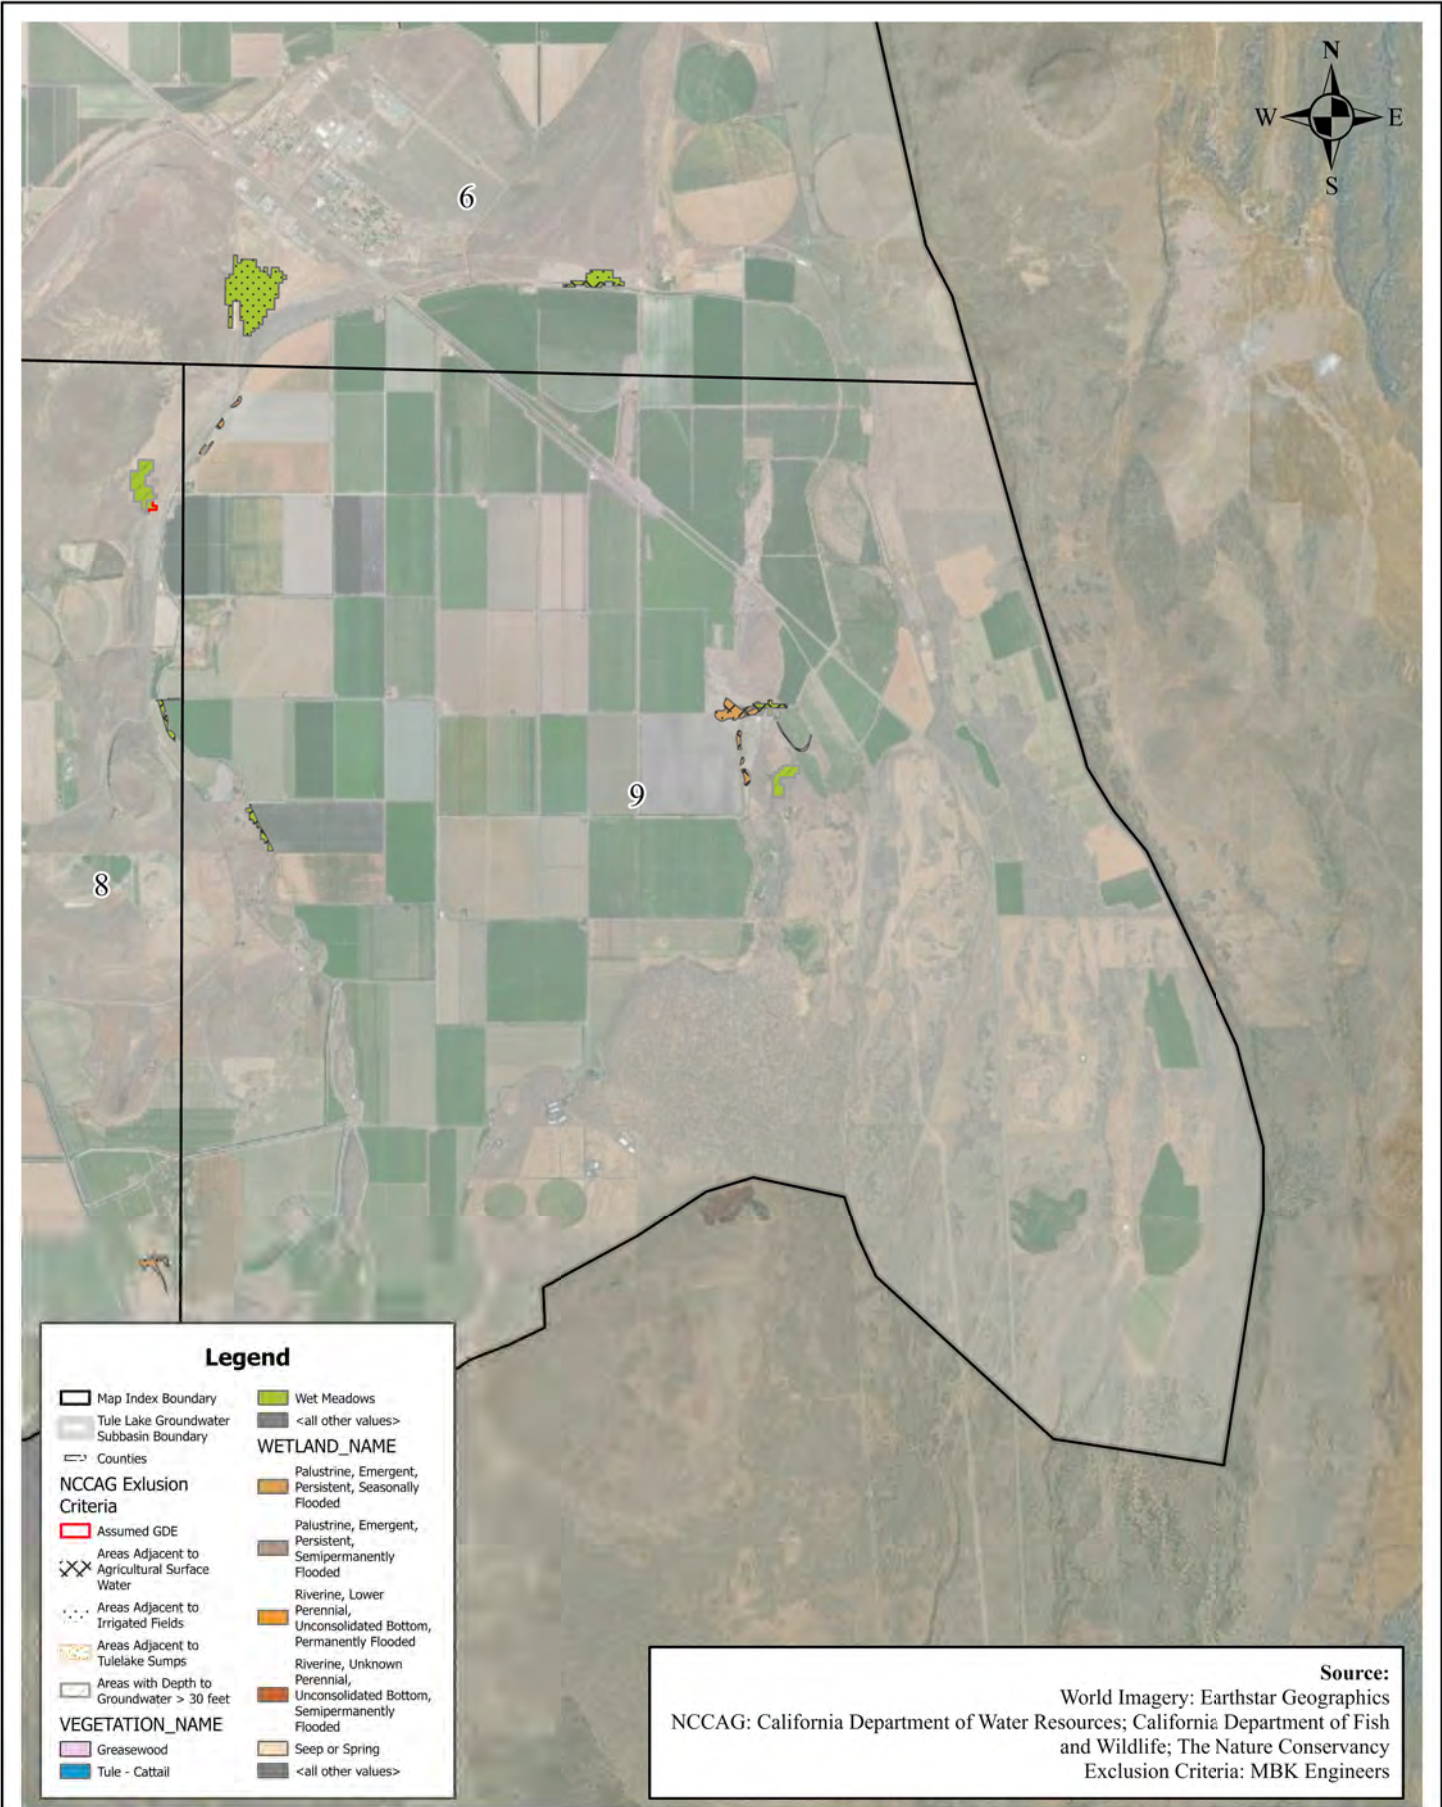 N
W E
S
6
9
8
Legend
Map Index Boundary
Tule Lake Groundwater
Subbasin Boundary
Counties
NCCAG Exlusion
Criteria
Assumed GDE
Areas Adjacent to
Agricultural Surface
Water
Areas Adjacent to
Irrigated Fields
Areas Adjacent to
Tulelake Sumps
Areas with Depth to
Groundwater > 30 feet
VEGETATION_NAME
Greasewood
Tule - Cattail
Wet Meadows
<all other values>
WETLAND_NAME
Palustrine, Emergent,
Persistent, Seasonally
Flooded
Palustrine, Emergent,
Persistent,
Semipermanently
Flooded
Riverine, Lower
Perennial,
Unconsolidated Bottom,
Permanently Flooded
Riverine, Unknown
Perennial,
Unconsolidated Bottom,
Semipermanently
Flooded
Seep or Spring
<all other values>
Source:
World Imagery: Earthstar Geographics
NCCAG: California Department of Water Resources; California Department of Fish
and Wildlife; The Nature Conservancy
Exclusion Criteria: MBK Engineers